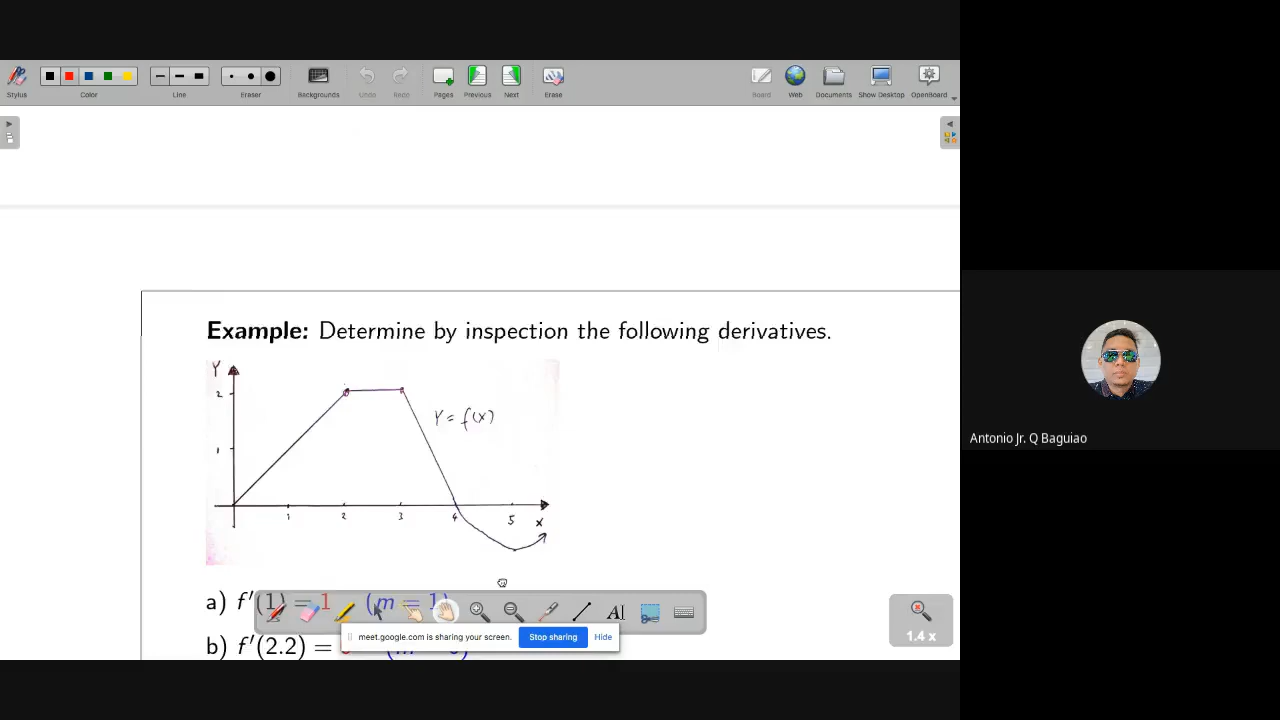 Stylus
Color
Line
Eraser
Backgrounds
Undo
Redo
Pages
Previous
Next
Erase
Board
Web
Documents
Show Desktop
OpenBoard
Example: Determine by inspection the following derivatives.
Y
2
1
Y = f(x)
1 2 3 4 5 x
a) f'(1) = 1 (m = 1)
b) f'(2.2) =
meet.google.com is sharing your screen. Stop sharing Hide
1.4 x
Antonio Jr. Q Baguiao